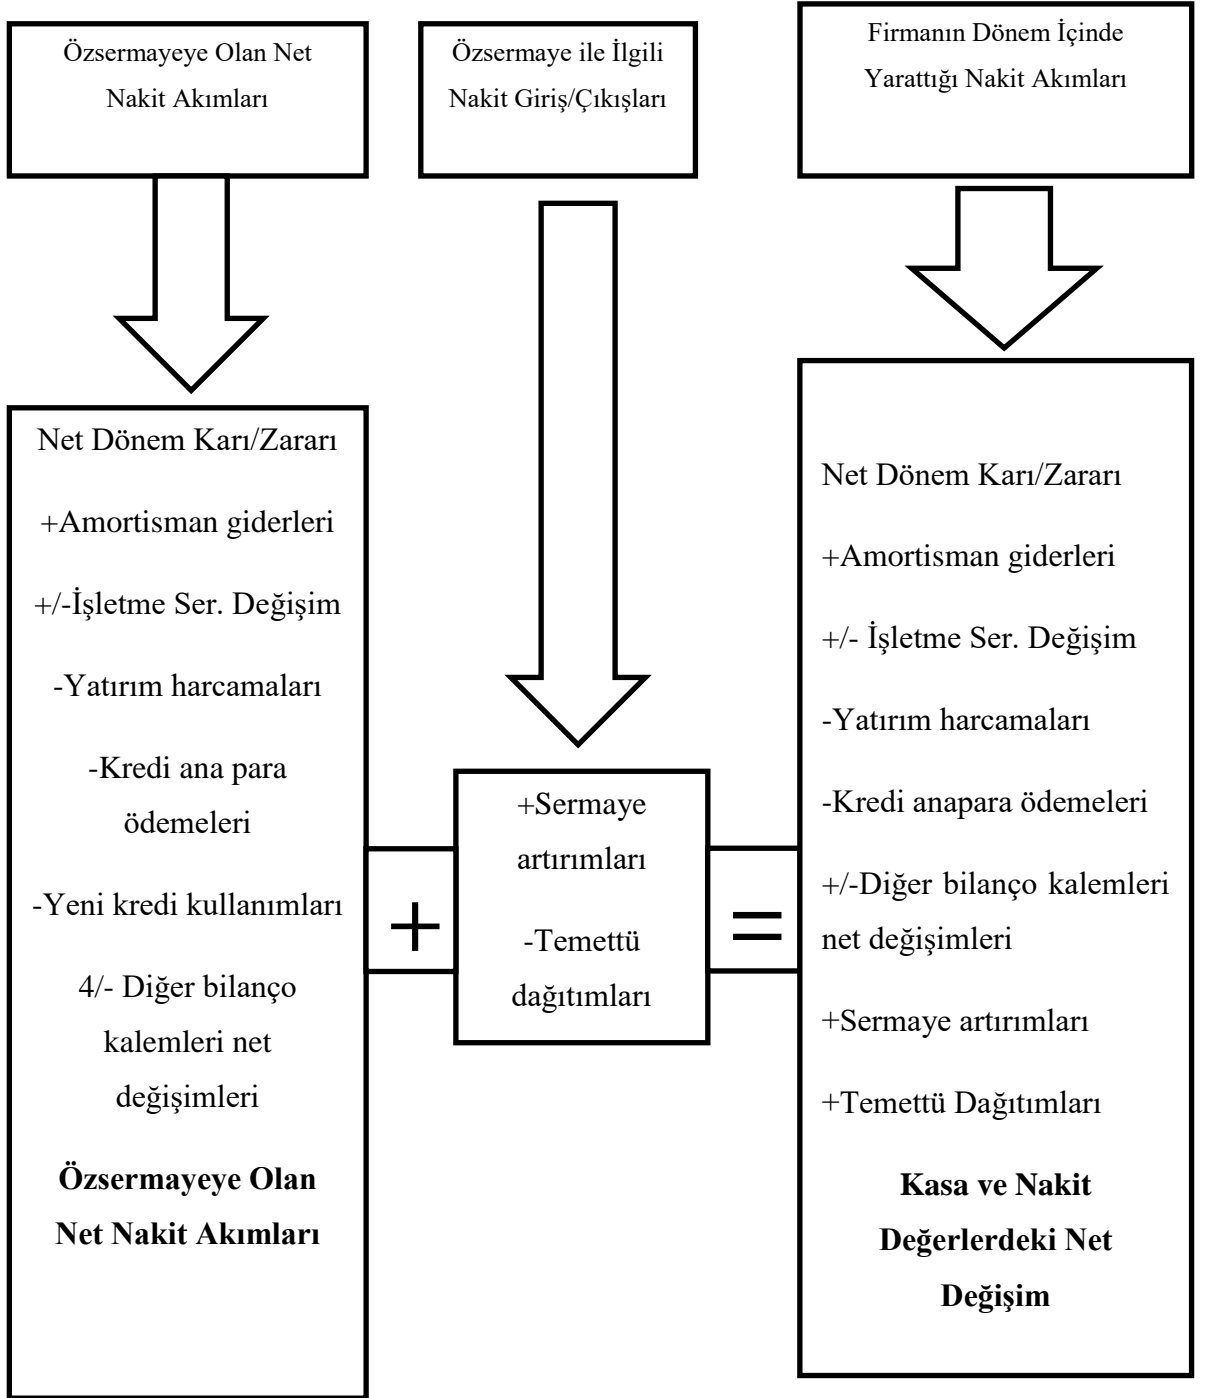 Özsermayeye Olan Net
Nakit Akımları
Özsermaye ile İlgili
Nakit Giriş/Çıkışları
Firmanın Dönem İçinde
Yarattığı Nakit Akımları
Net Dönem Karı/Zararı
+Amortisman giderleri
+/-İşletme Ser. Değişim
-Yatırım harcamaları
-Kredi ana para
ödemeleri
-Yeni kredi kullanımları
4/- Diğer bilanço
kalemleri net
değişimleri
Özsermayeye Olan
Net Nakit Akımları
+
+Sermaye
artırımları
-Temettü
dağıtımları
=
Net Dönem Karı/Zararı
+Amortisman giderleri
+/- İşletme Ser. Değişim
-Yatırım harcamaları
-Kredi anapara ödemeleri
+/-Diğer bilanço kalemleri
net değişimleri
+Sermaye artırımları
+Temettü Dağıtımları
Kasa ve Nakit
Değerlerdeki Net
Değişim